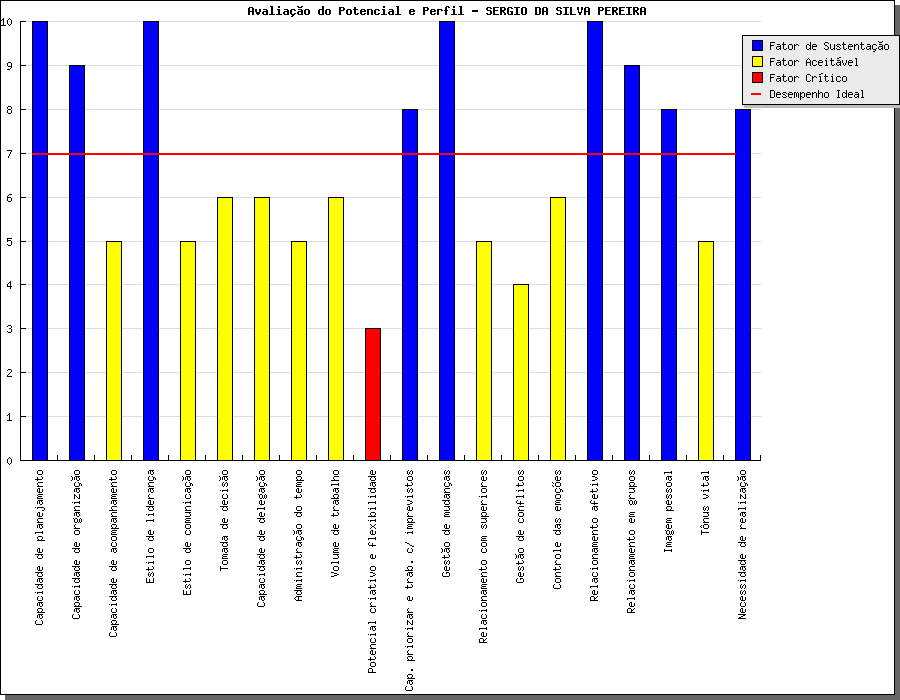 Avaliação do Potencial e Perfil - SERGIO DA SILVA PEREIRA
10
9
8
7
6
5
4
3
2
1
0
Fator de Sustentação
Fator Aceitável
Fator Crítico
Desempenho Ideal
Capacidade de planejamento
Capacidade de organização
Capacidade de acompanhamento
Estilo de liderança
Estilo de comunicação
Tomada de decisão
Capacidade de delegação
Administração do tempo
Volume de trabalho
Potencial criativo e flexibilidade
Cap. priorizar e trab. c/ imprevistos
Gestão de mudanças
Relacionamento com superiores
Gestão de conflitos
Controle das emoções
Relacionamento afetivo
Relacionamento em grupos
Imagem pessoal
Tônus vital
Necessidade de realização